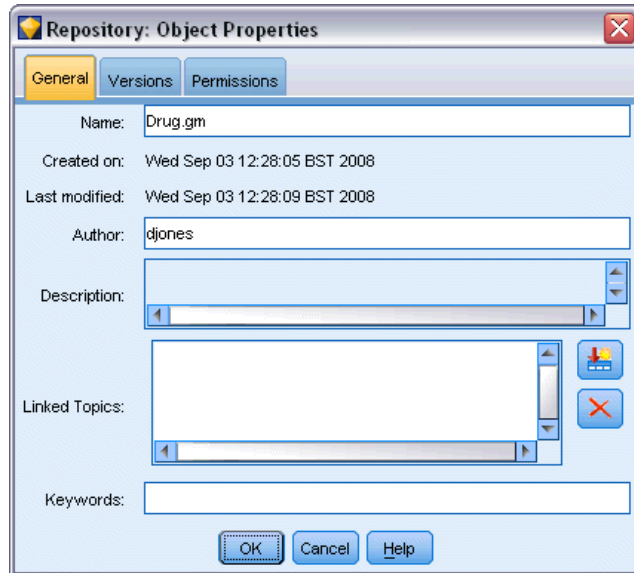 Repository: Object Properties
General Versions Permissions
Name: Drug.gm
Created on: Wed Sep 03 12:28:05 BST 2008
Last modified: Wed Sep 03 12:28:09 BST 2008
Author: djones
Description:
Linked Topics:
Keywords:
OK Cancel Help